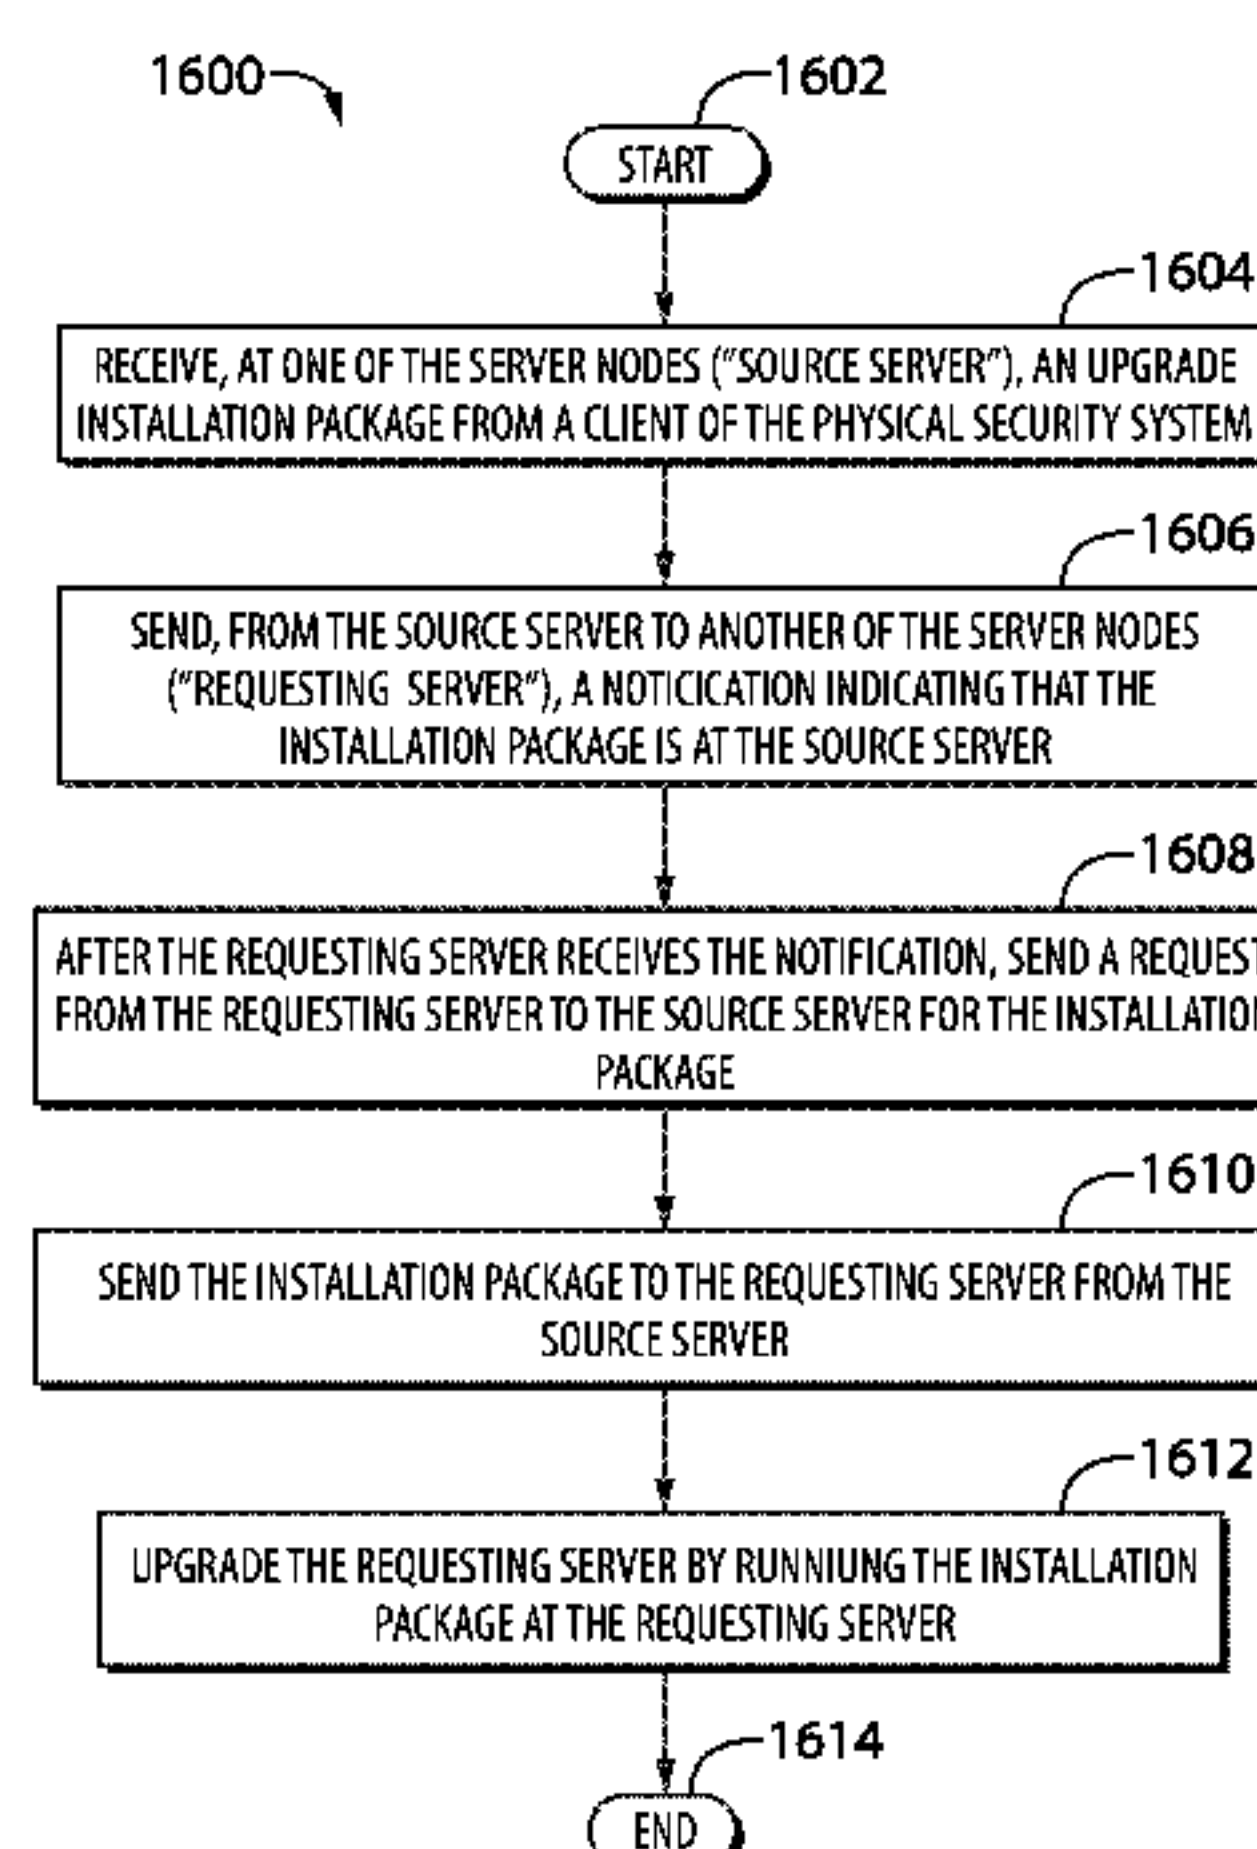 1600
1602
START
1604
RECEIVE, AT ONE OF THE SERVER NODES ("SOURCE SERVER"), AN UPGRADE
INSTALLATION PACKAGE FROM A CLIENT OF THE PHYSICAL SECURITY SYSTEM
1606
SEND, FROM THE SOURCE SERVER TO ANOTHER OF THE SERVER NODES
("REQUESTING SERVER"), A NOTICICATION INDICATING THAT THE
INSTALLATION PACKAGE IS AT THE SOURCE SERVER
1608
AFTER THE REQUESTING SERVER RECEIVES THE NOTIFICATION, SEND A REQUEST
FROM THE REQUESTING SERVER TO THE SOURCE SERVER FOR THE INSTALLATION
PACKAGE
1610
SEND THE INSTALLATION PACKAGE TO THE REQUESTING SERVER FROM THE
SOURCE SERVER
1612
UPGRADE THE REQUESTING SERVER BY RUNNIUNG THE INSTALLATION
PACKAGE AT THE REQUESTING SERVER
1614
END